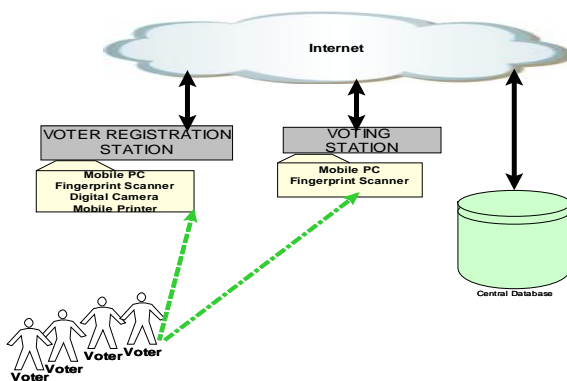 Internet
VOTER REGISTRATION
STATION
VOTING
STATION
Mobile PC
Fingerprint Scanner
Digital Camera
Mobile Printer
Mobile PC
Fingerprint Scanner
Central Database
Voter
Voter
Voter
Voter